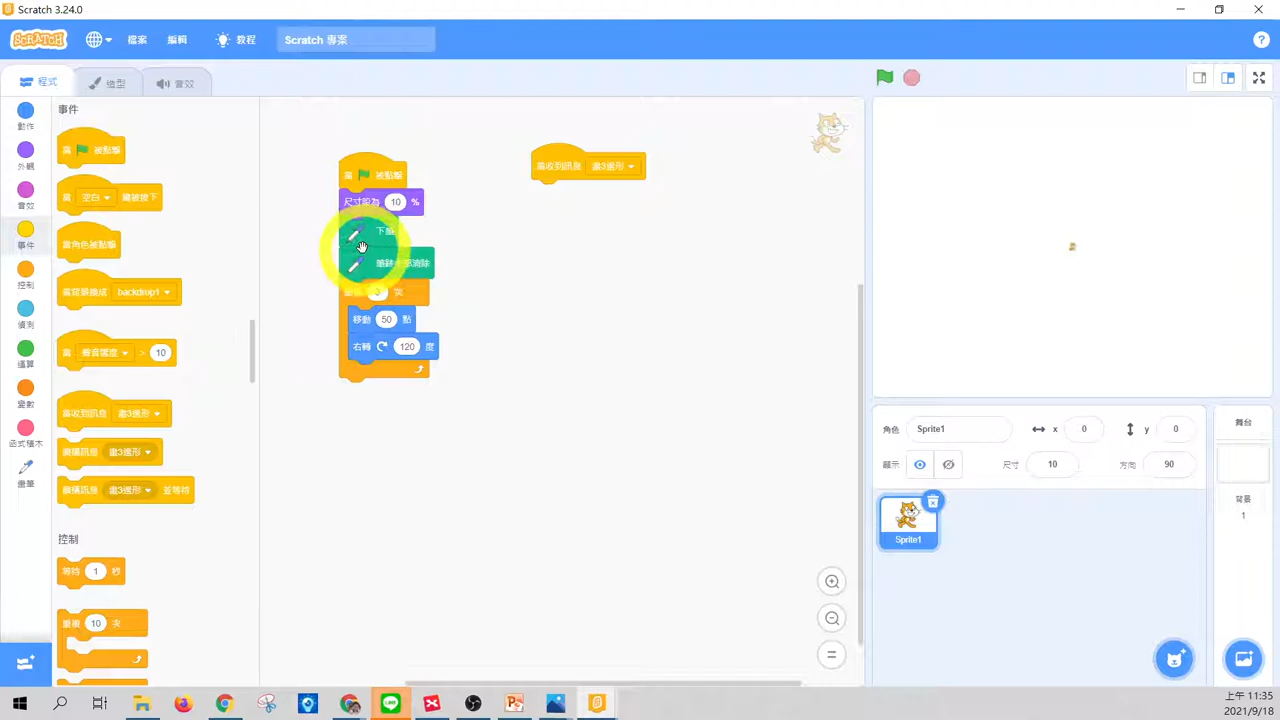 Scratch 3.24.0
SCRATCH
檔案
編輯
教程
Scratch 專案
程式
造型
音效
動作
外觀
音效
事件
控制
偵測
運算
變數
函式積木
畫筆
事件
當 被點擊
當 空白 鍵被按下
當角色被點擊
當背景換成 backdrop1
當 聲音響度 > 10
當收到訊息 畫3邊形
廣播訊息 畫3邊形
廣播訊息 畫3邊形 並等待
控制
等待 1 秒
重複 10 次
當 被點擊
尺寸設為 10 %
下筆
筆跡全部清除
3 次
移動 50 點
右轉 120 度
當收到訊息 畫3邊形
角色 Sprite1
x 0
y 0
顯示
尺寸 10
方向 90
Sprite1
舞台
背景
1
上午 11:35
2021/9/18